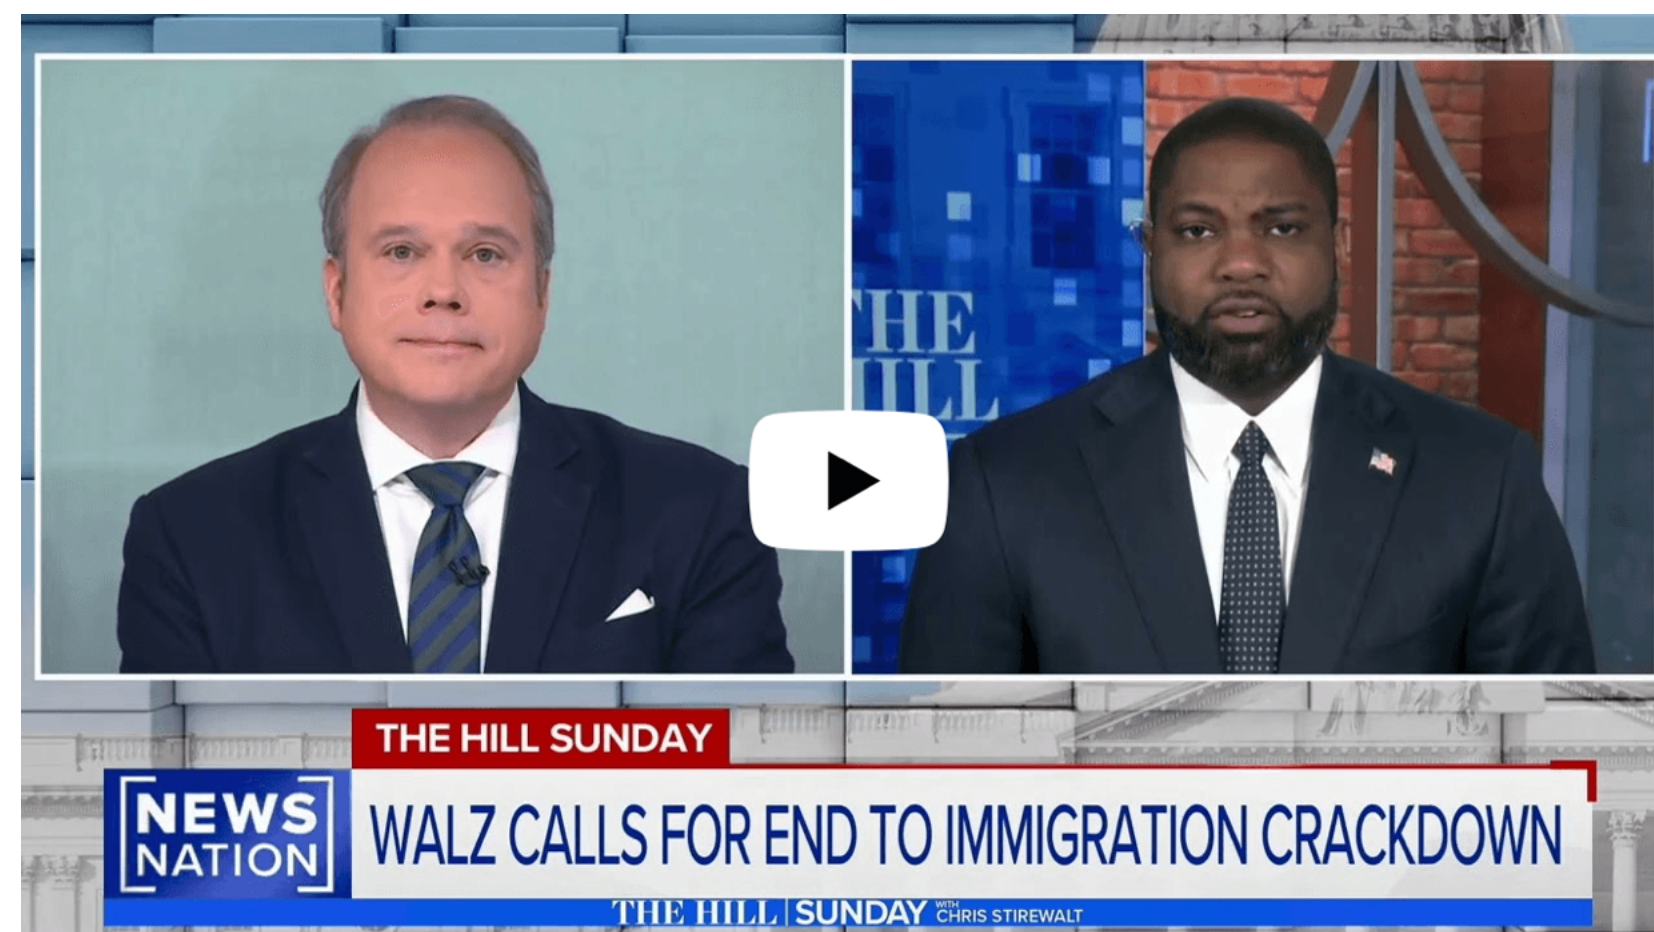 THE
HILL
THE HILL SUNDAY
NEWS
NATION
WALZ CALLS FOR END TO IMMIGRATION CRACKDOWN
THE HILL | SUNDAY WITH CHRIS STIREWALT